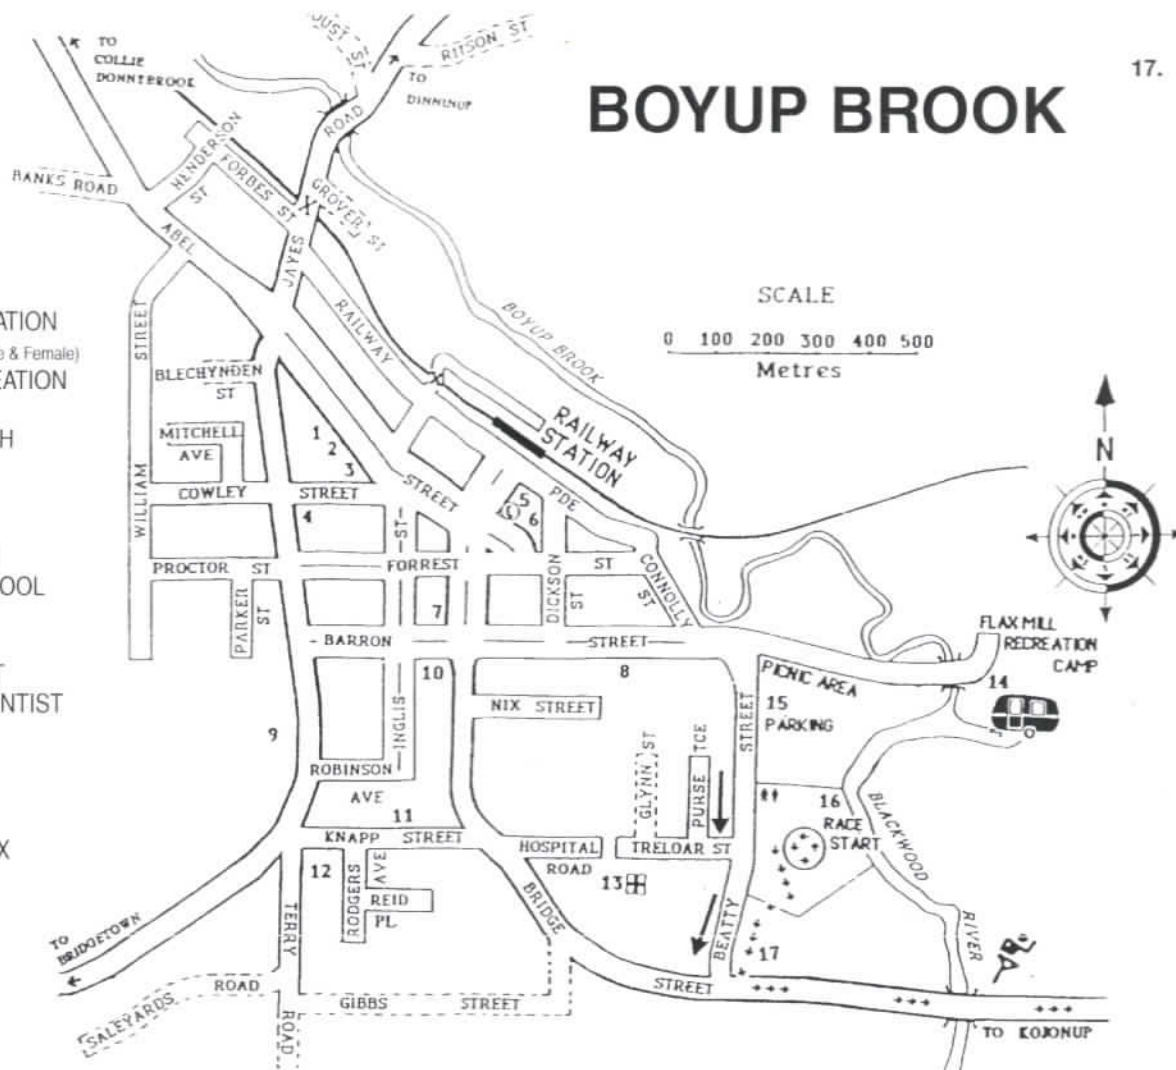 17.
BOYUP BROOK
TO
COLLIE
DONNYBROOK
RITSON ST
TO
DINNINUP
ROAD
HENDERSON
ST
FORBES ST
GROVER ST
BANKS ROAD
ABEL
JAYES
RAILWAY
BOYUP BROOK
SCALE
0 100 200 300 400 500
Metres
N
STREET
BLECHYNDEN
ST
MITCHELL
AVE
WILLIAM
COWLEY STREET
1
2
3
4
STREET
RAILWAY
STATION
PDE
5
6
ST
PROCTOR ST
FORREST ST
CONNOLLY
ST
DICKSON
ST
PARKER
ST
7
BARRON STREET
FLAX MILL
RECREATION
CAMP
PICNIC AREA
14
15
PARKING
8
10
NIX STREET
STREET
9
INGLIS
GLYNN ST
PURSE TCE
ROBINSON
AVE
11
KNAPP STREET
HOSPITAL
ROAD
TRELOAR ST
16
RACE
START
BLACKWOOD
RIVER
12
RODGERS
AVE
REID
PL
13
BRIDGE
BEATTY
17
TERRY
TO
BRIDGETOWN
SALEYARDS ROAD
GIBBS STREET
ROAD
STREET
TO KOJONUP
ATION
e & Female)
EATION
H
OOL
NTIST
X